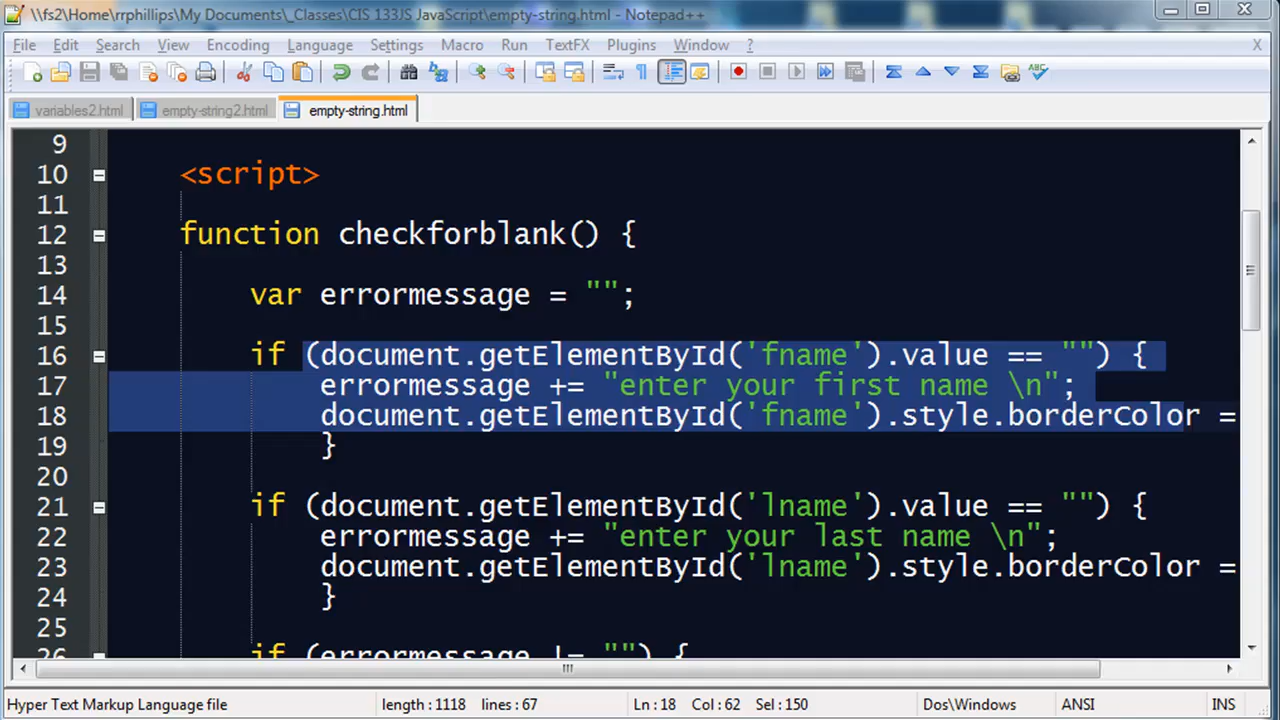 \\fs2\Home\rrphillips\My Documents\_Classes\CIS 133JS JavaScript\empty-string.html - Notepad++
File Edit Search View Encoding Language Settings Macro Run TextFX Plugins Window ? X
variables2.html empty-string2.html empty-string.html
9
10 <script>
11
12 function checkforblank() {
13
14 var errormessage = "";
15
16 if (document.getElementById('fname').value == "") {
17 errormessage += "enter your first name \n";
18 document.getElementById('fname').style.borderColor =
19 }
20
21 if (document.getElementById('lname').value == "") {
22 errormessage += "enter your last name \n";
23 document.getElementById('lname').style.borderColor =
24 }
25
26 if (errormessage != "") {
Hyper Text Markup Language file length : 1118 lines : 67 Ln : 18 Col : 62 Sel : 150 Dos\Windows ANSI INS